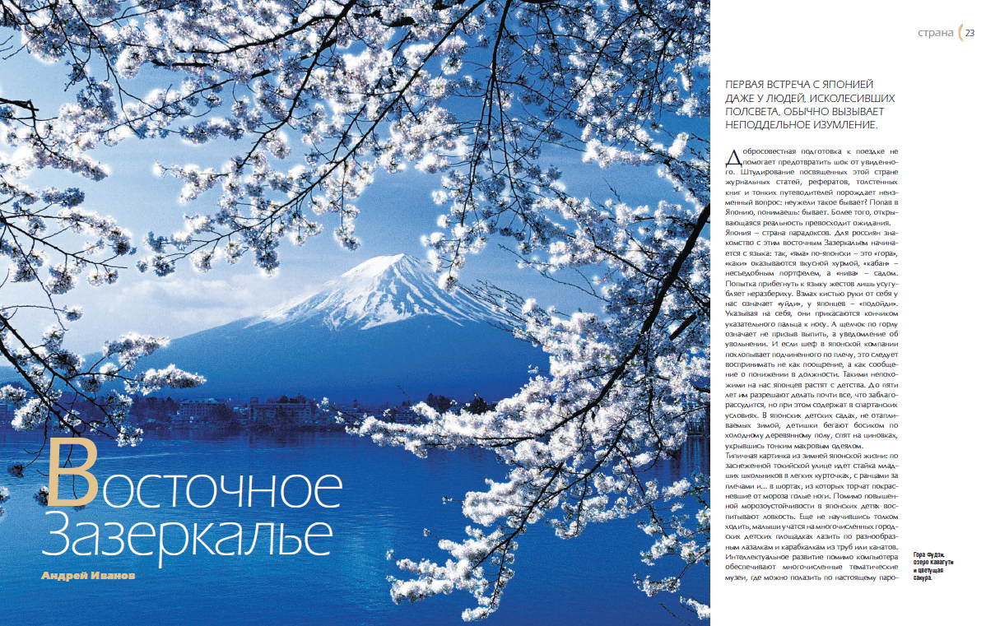 страна
23
ПЕРВАЯ ВСТРЕЧА С ЯПОНИЕЙ
ДАЖЕ У ЛЮДЕЙ, ИСКОЛЕСИВШИХ
ПОЛСВЕТА, ОБЫЧНО ВЫЗЫВАЕТ
НЕПОДДЕЛЬНОЕ ИЗУМЛЕНИЕ.
Добросовестная подготовка к поездке не
помогает предотвратить шок от увиденно-
го. Штудирование посвященных этой стране
журнальных статей, рефератов, толстенных
книг и тонких путеводителей порождает неиз-
менный вопрос: неужели такое бывает? Попав в
Японию, понимаешь: бывает. Более того, откры-
вающаяся реальность превосходит ожидания.
Япония – страна парадоксов. Для россиян зна-
комство с этим восточным Зазеркальем начина-
ется с языка: так, «яма» по-японски – это «гора»,
«каки» оказываются вкусной хурмой, «кабан» –
несъедобным портфелем, а «нива» – садом.
Попытка прибегнуть к языку жестов лишь усугу-
бляет неразбериху. Взмах кистью руки от себя у
нас означает «уйди», у японцев – «подойди».
Указывая на себя, они прикасаются кончиком
указательного пальца к носу. А щелчок по горлу
означает не призыв выпить, а уведомление об
увольнении. И если шеф в японской компании
похлопывает подчиненного по плечу, это следует
воспринимать не как поощрение, а как сообще-
ние о понижении в должности. Такими непохо-
жими на нас японцев растят с детства. До пяти
лет им разрешают делать почти все, что заблаго-
рассудится, но при этом содержат в спартанских
условиях. В японских детских садах, не отапли-
ваемых зимой, детишки бегают босиком по
холодному деревянному полу, спят на циновках,
укрывшись тонким махровым одеялом.
Типичная картинка из зимней японской жизни: по
заснеженной токийской улице идет стайка млад-
ших школьников в легких курточках, с ранцами за
плечами и... в шортах, из которых торчат покрас-
невшие от мороза голые ноги. Помимо повышен-
ной морозоустойчивости в японских детях вос-
питывают ловкость. Еще не научившись толком
ходить, малыши учатся на многочисленных город-
ских детских площадках лазить по разнообраз-
ным лазалкам и карабкалкам из труб или канатов.
Интеллектуальное развитие помимо компьютера
обеспечивают многочисленные тематические
музеи, где можно полазить по настоящему паро-
Гора Фудзи,
озеро Кавагути
и цветущая
сакура.
Восточное
Зазеркалье
Андрей Иванов